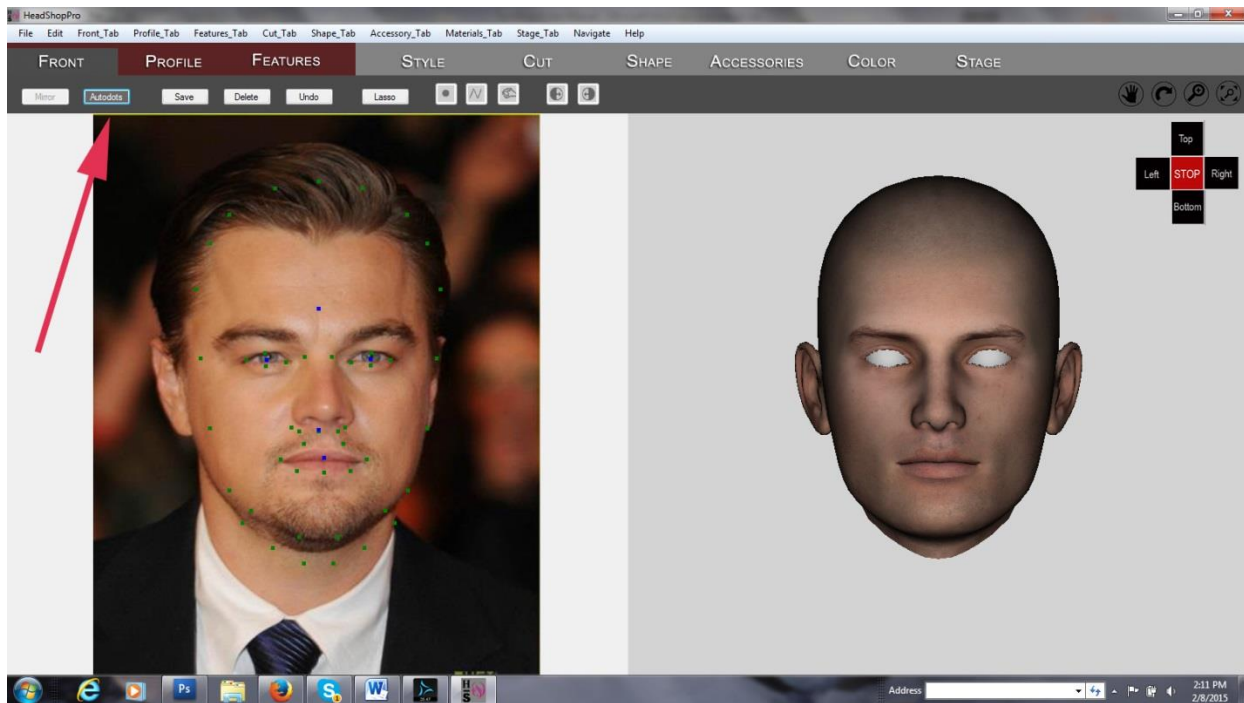 HeadShopPro
File Edit Front_Tab Profile_Tab Features_Tab Cut_Tab Shape_Tab Accessory_Tab Materials_Tab Stage_Tab Navigate Help
FRONT PROFILE FEATURES STYLE CUT SHAPE ACCESSORIES COLOR STAGE
Mirror Autodots Save Delete Undo Lasso
Top
Left STOP Right
Bottom
Ps S W HS Address 2:11 PM
2/8/2015